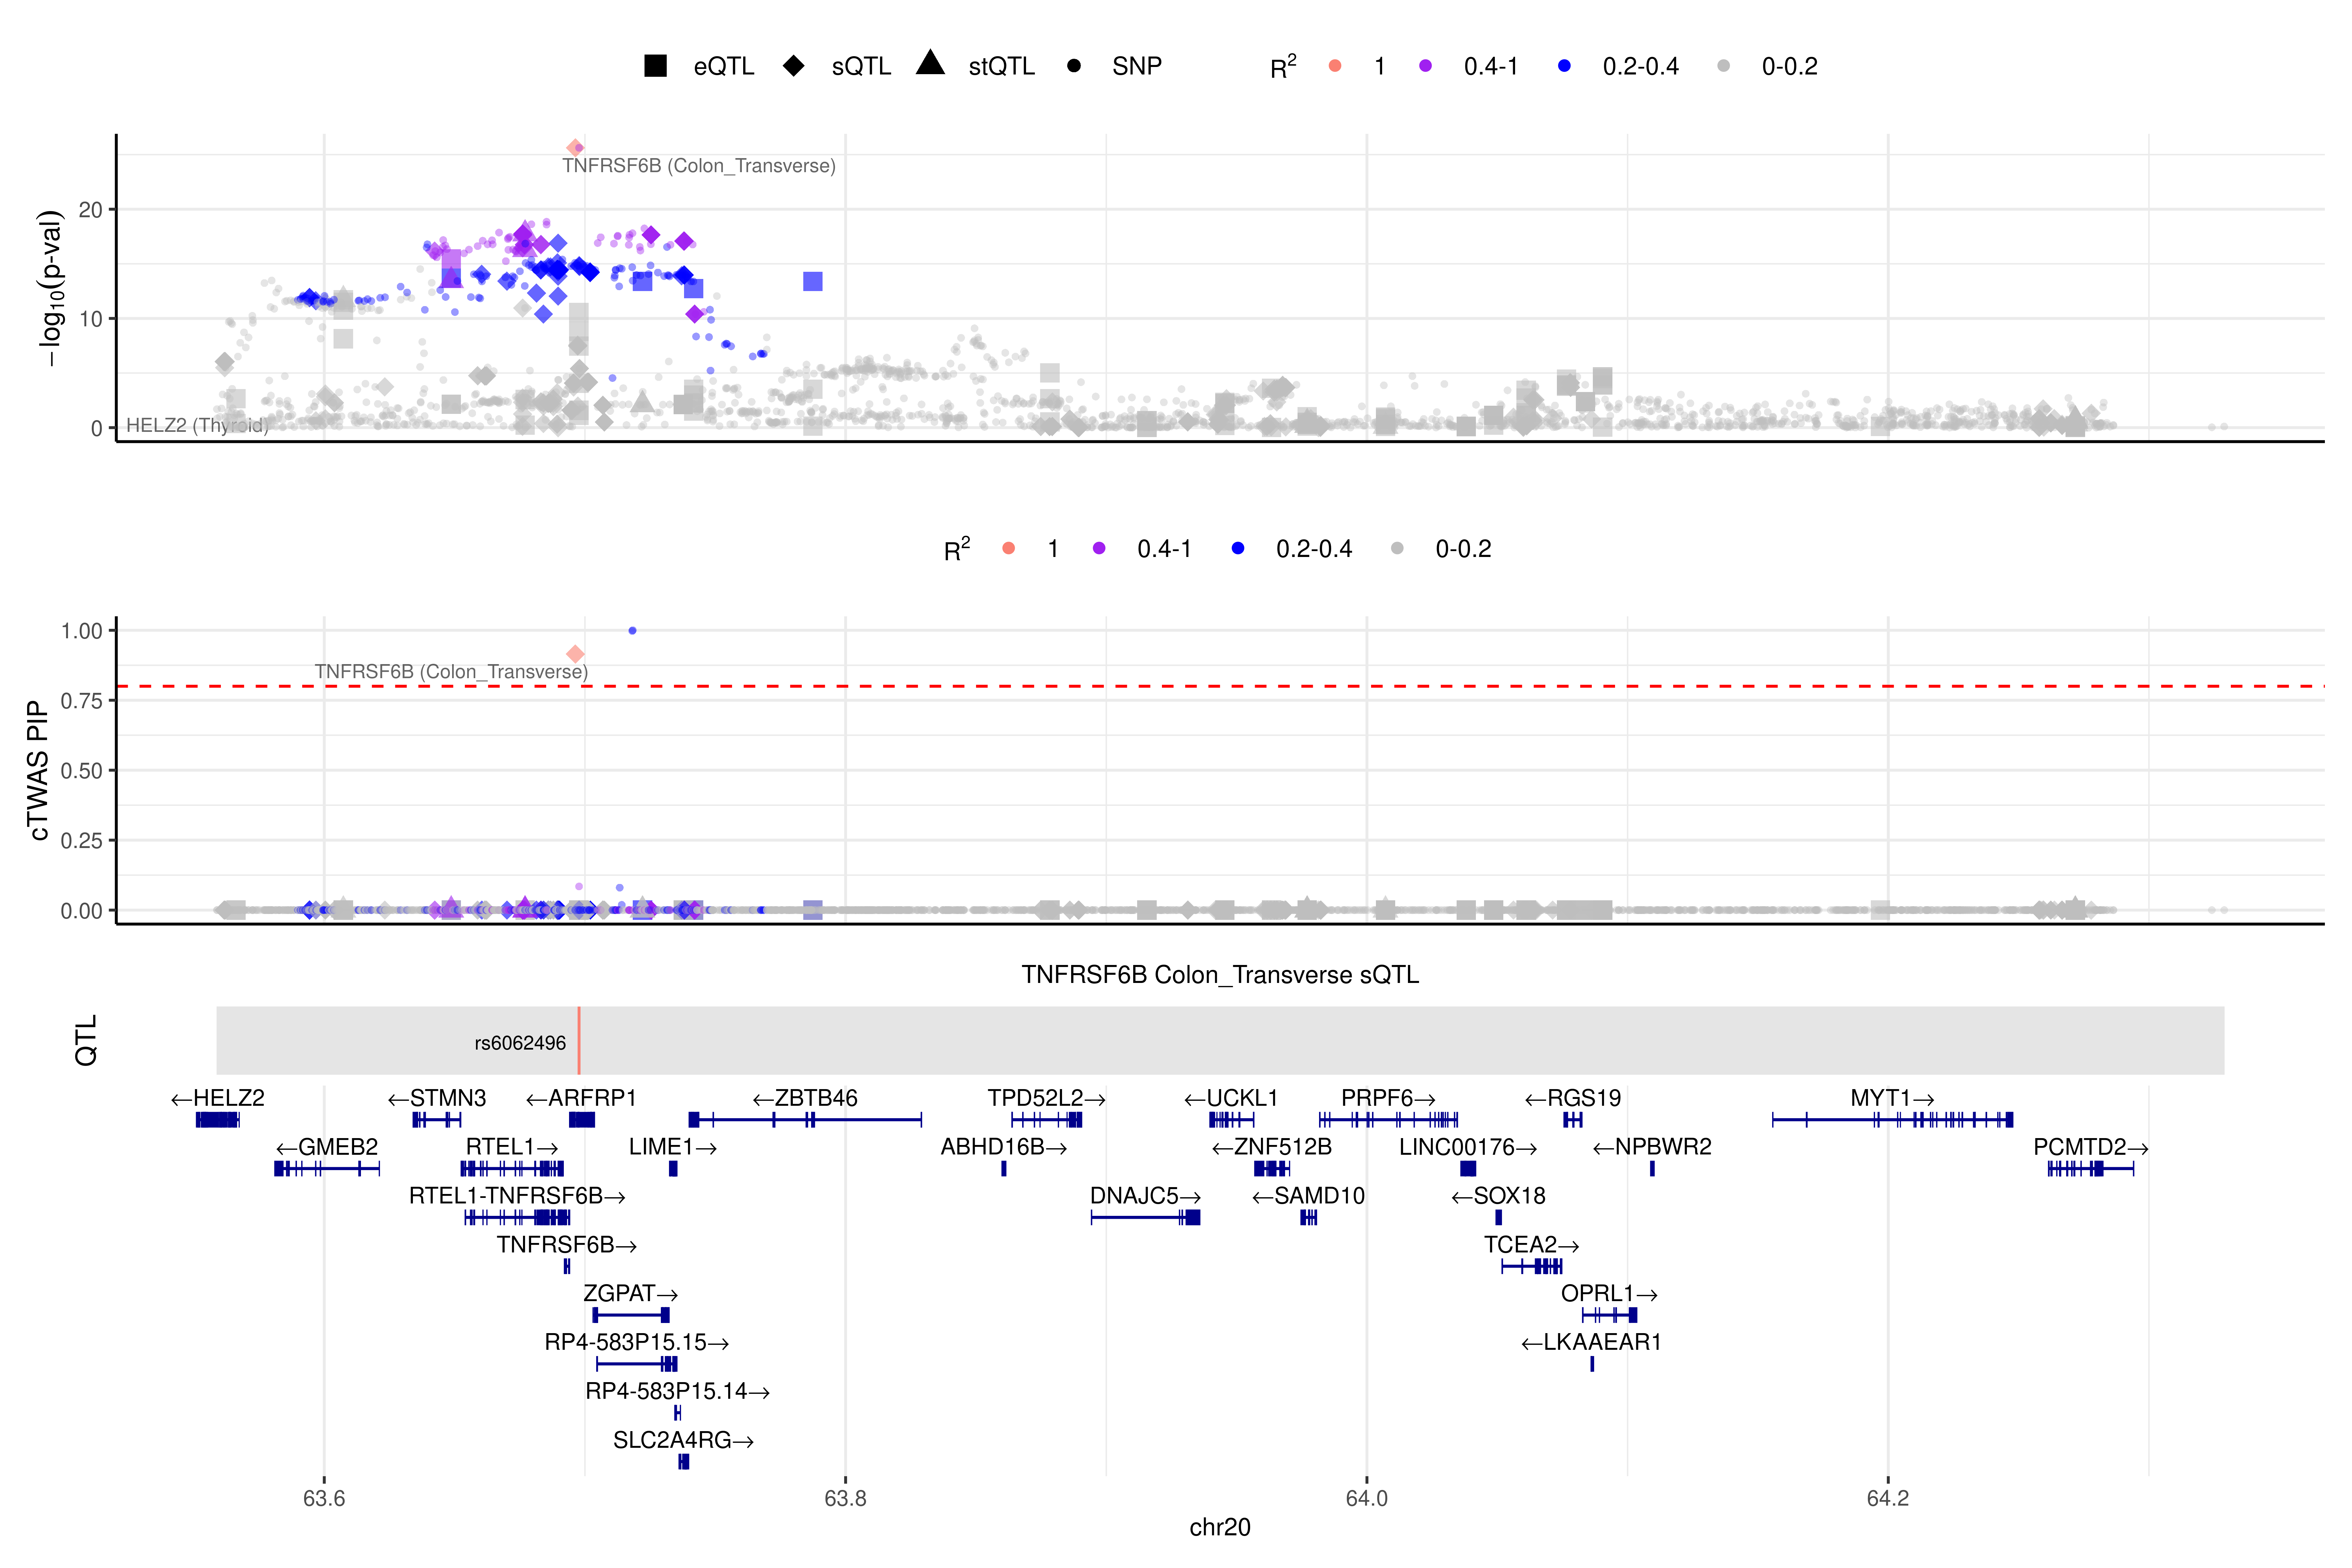 eQTL sQTL stQTL SNP R2 1 0.4-1 0.2-0.4 0-0.2
TNFRSF6B (Colon_Transverse)
−log10(p-val)
20
10
0
HELZ2 (Thyroid)
R2 1 0.4-1 0.2-0.4 0-0.2
cTWAS PIP
1.00
TNFRSF6B (Colon_Transverse)
0.75
0.50
0.25
0.00
TNFRSF6B Colon_Transverse sQTL
QTL
rs6062496
←HELZ2 ←STMN3 ←ARFRP1 ←ZBTB46 TPD52L2→ ←UCKL1 PRPF6→ ←RGS19 MYT1→
←GMEB2 RTEL1→ LIME1→ ABHD16B→ ←ZNF512B LINC00176→ ←NPBWR2 PCMTD2→
RTEL1-TNFRSF6B→ DNAJC5→ ←SAMD10 ←SOX18
TNFRSF6B→ TCEA2→
ZGPAT→ OPRL1→
RP4-583P15.15→ ←LKAAEAR1
RP4-583P15.14→
SLC2A4RG→
63.6 63.8 64.0 64.2
chr20